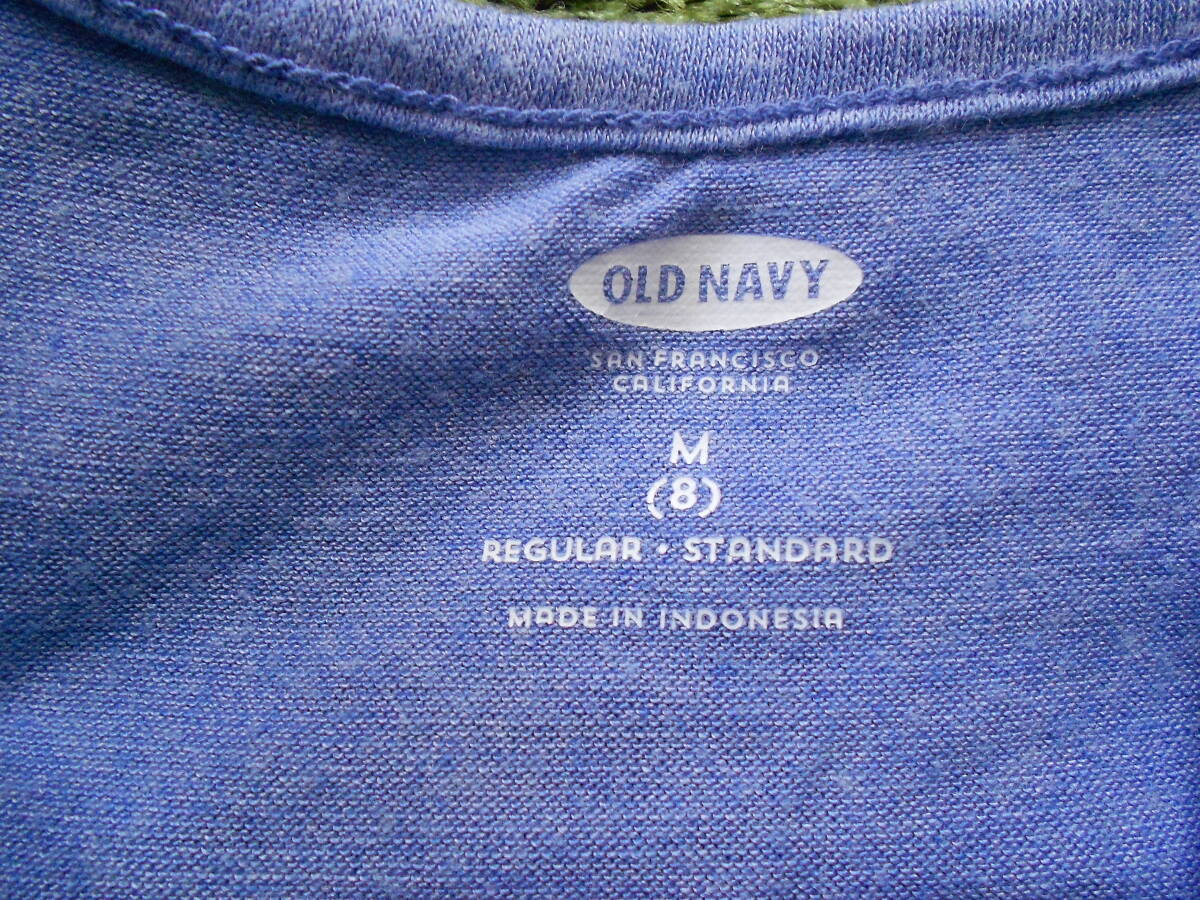 OLD NAVY
SAN FRANCISCO
CALIFORNIA
M
(8)
REGULAR · STANDARD
MADE IN INDONESIA